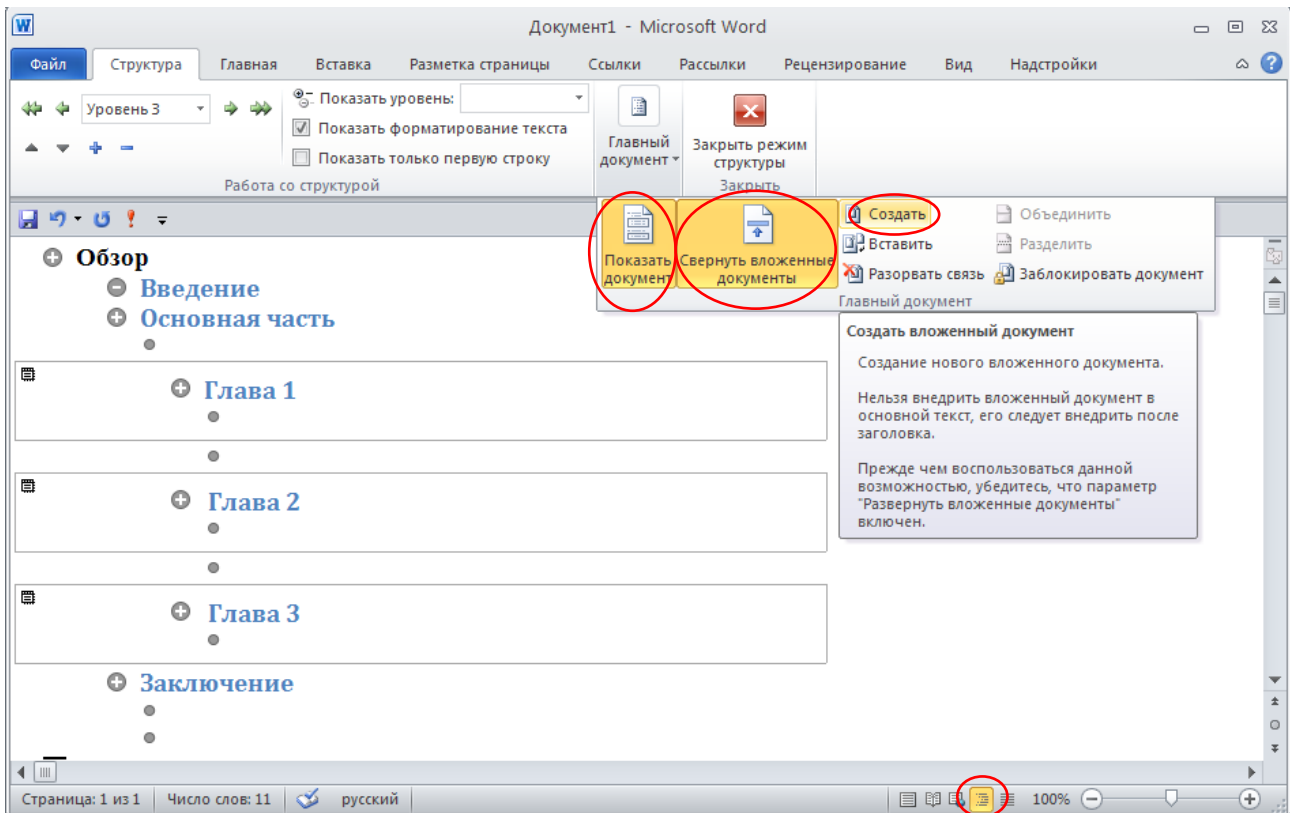 Документ1 - Microsoft Word
Файл Структура Главная Вставка Разметка страницы Ссылки Рассылки Рецензирование Вид Надстройки
Уровень 3
Показать уровень:
Показать форматирование текста
Показать только первую строку
Работа со структурой
Главный
документ
Закрыть режим
структуры
Закрыть
Показать
документ
Свернуть вложенные
документы
Создать
Вставить
Разорвать связь
Объединить
Разделить
Заблокировать документ
Главный документ
Создать вложенный документ
Создание нового вложенного документа.
Нельзя внедрить вложенный документ в
основной текст, его следует внедрить после
заголовка.
Прежде чем воспользоваться данной
возможностью, убедитесь, что параметр
"Развернуть вложенные документы"
включен.
Обзор
Введение
Основная часть
Глава 1
Глава 2
Глава 3
Заключение
Страница: 1 из 1 Число слов: 11 русский 100%